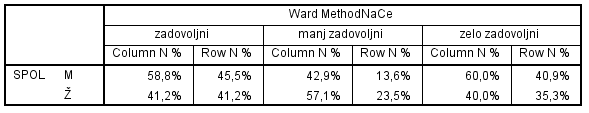 Ward MethodNaCe
zadovoljni manj zadovoljni zelo zadovoljni
Column N % Row N % Column N % Row N % Column N % Row N %
SPOL M 58,8% 45,5% 42,9% 13,6% 60,0% 40,9%
Ž 41,2% 41,2% 57,1% 23,5% 40,0% 35,3%